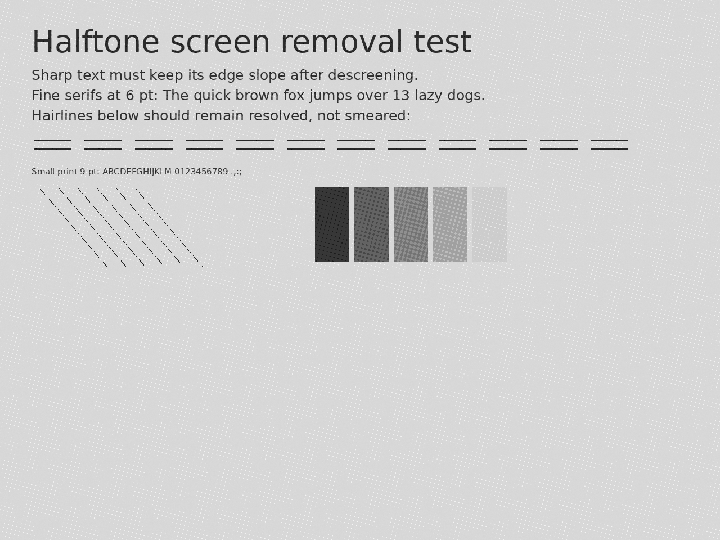 Halftone screen removal test
Sharp text must keep its edge slope after descreening.
Fine serifs at 6 pt: The quick brown fox jumps over 13 lazy dogs.
Hairlines below should remain resolved, not smeared:
Small print 9 pt: ABCDEFGHIJKLM 0123456789 .,:;